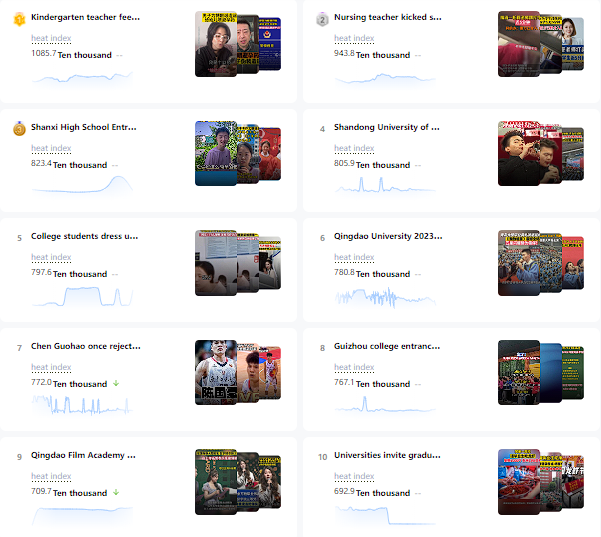 1
Kindergarten teacher fee...
heat index
1085.7 Ten thousand --
2
Nursing teacher kicked s...
heat index
943.8 Ten thousand --
3
Shanxi High School Entr...
heat index
823.4 Ten thousand --
4
Shandong University of ...
heat index
805.9 Ten thousand --
5
College students dress u...
heat index
797.6 Ten thousand --
6
Qingdao University 2023...
heat index
780.8 Ten thousand --
7
Chen Guohao once reject...
heat index
772.0 Ten thousand
8
Guizhou college entranc...
heat index
767.1 Ten thousand --
9
Qingdao Film Academy ...
heat index
709.7 Ten thousand
10
Universities invite gradu...
heat index
692.9 Ten thousand --